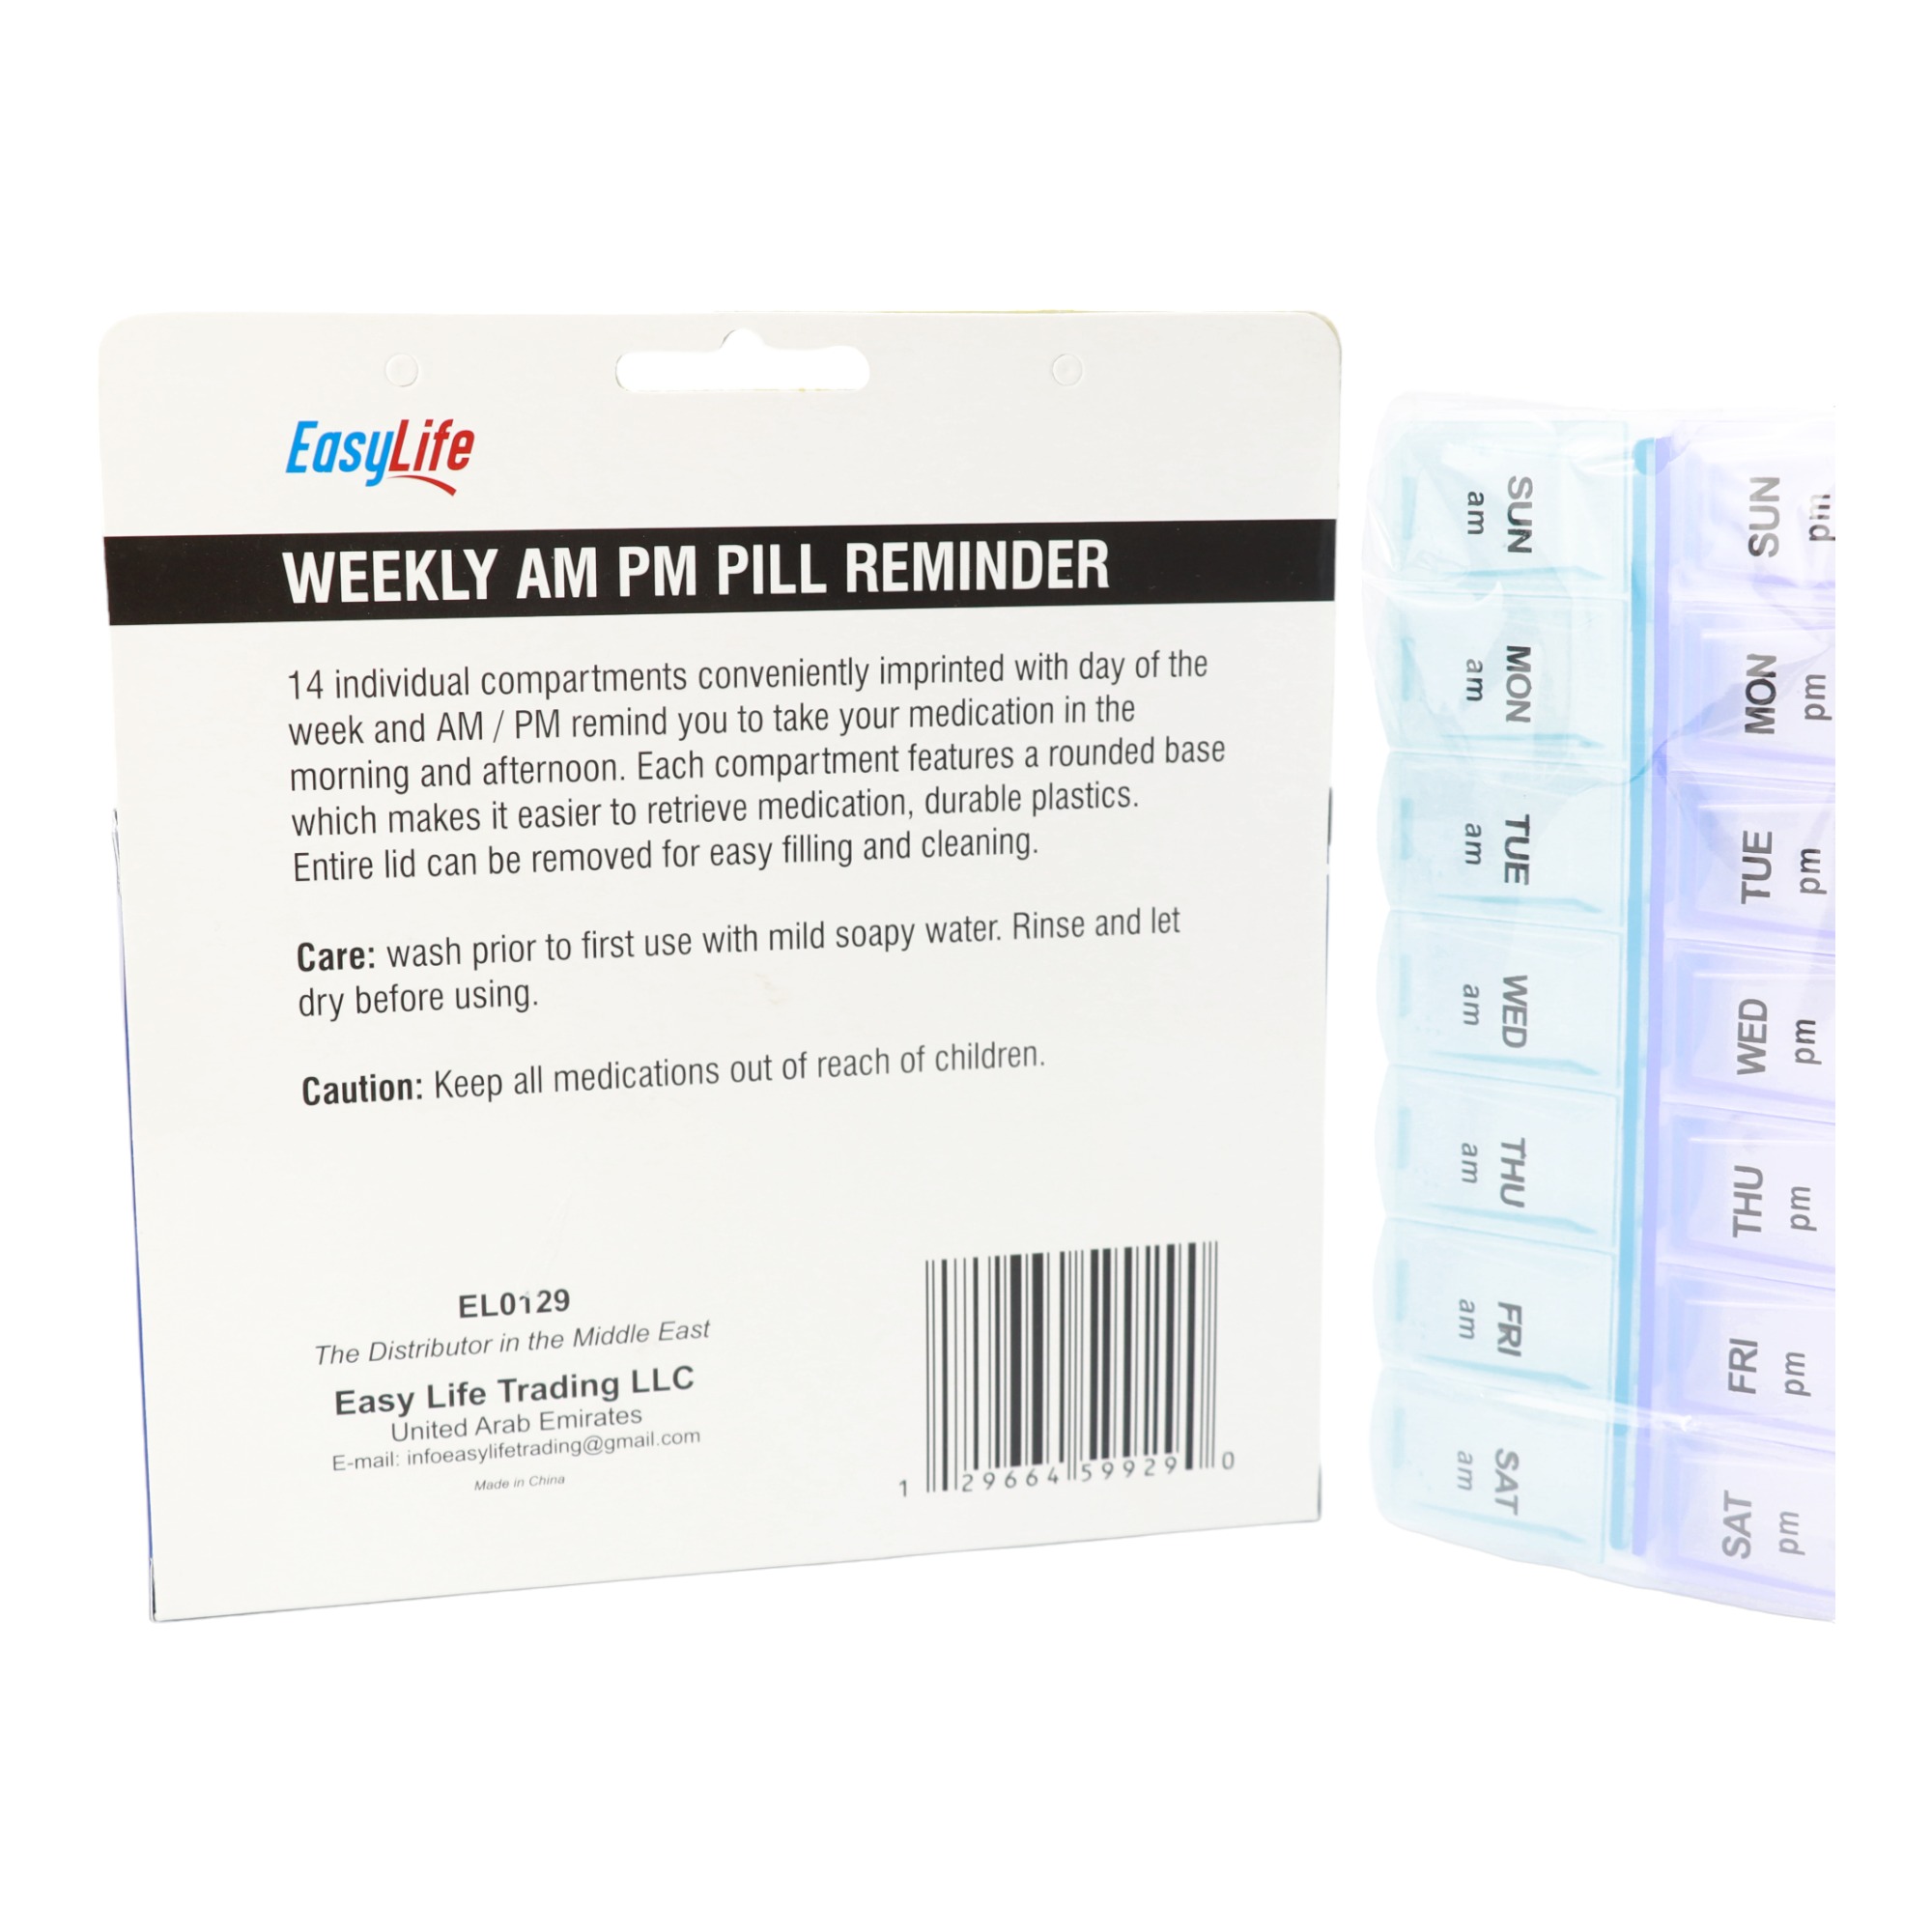 EasyLife
WEEKLY AM PM PILL REMINDER
14 individual compartments conveniently imprinted with day of the
week and AM / PM remind you to take your medication in the
morning and afternoon. Each compartment features a rounded base
which makes it easier to retrieve medication, durable plastics.
Entire lid can be removed for easy filling and cleaning.
Care: wash prior to first use with mild soapy water. Rinse and let
dry before using.
Caution: Keep all medications out of reach of children.
EL0129
The Distributor in the Middle East
Easy Life Trading LLC
United Arab Emirates
E-mail: infoeasylifetrading@gmail.com
Made in China
1 29664 59929 0
SUN
am
MON
am
TUE
am
WED
am
THU
am
FRI
am
SAT
am
SUN
pm
MON
pm
TUE
pm
WED
pm
THU
pm
FRI
pm
SAT
pm